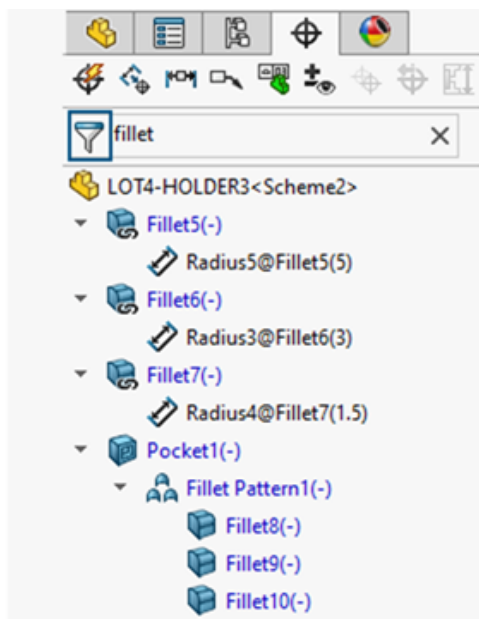 fillet
LOT4-HOLDER3<Scheme2>
Fillet5(-)
Radius5@Fillet5(5)
Fillet6(-)
Radius3@Fillet6(3)
Fillet7(-)
Radius4@Fillet7(1.5)
Pocket1(-)
Fillet Pattern1(-)
Fillet8(-)
Fillet9(-)
Fillet10(-)